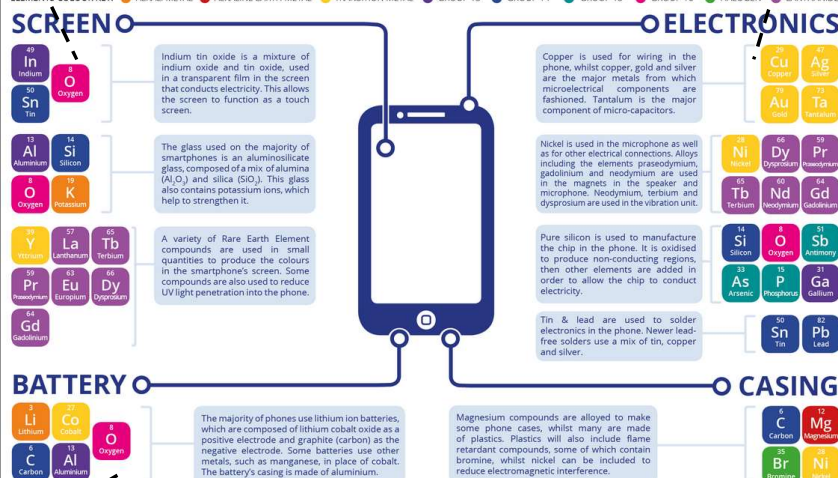 SCREEN
ELECTRONICS
49
In
Indium
8
O
Oxygen
50
Sn
Tin
Indium tin oxide is a mixture of
indium oxide and tin oxide, used
in a transparent film in the screen
that conducts electricity. This allows
the screen to function as a touch
screen.
Copper is used for wiring in the
phone, whilst copper, gold and silver
are the major metals from which
microelectrical components are
fashioned. Tantalum is the major
component of micro-capacitors.
29
Cu
Copper
47
Ag
Silver
79
Au
Gold
73
Ta
Tantalum
13
Al
Aluminium
14
Si
Silicon
8
O
Oxygen
19
K
Potassium
The glass used on the majority of
smartphones is an aluminosilicate
glass, composed of a mix of alumina
(Al₂O₃) and silica (SiO₂). This glass
also contains potassium ions, which
help to strengthen it.
Nickel is used in the microphone as well
as for other electrical connections. Alloys
including the elements praseodymium,
gadolinium and neodymium are used
in the magnets in the speaker and
microphone. Neodymium, terbium and
dysprosium are used in the vibration unit.
28
Ni
Nickel
66
Dy
Dysprosium
59
Pr
Praseodymium
65
Tb
Terbium
60
Nd
Neodymium
64
Gd
Gadolinium
39
Y
Yttrium
57
La
Lanthanum
65
Tb
Terbium
59
Pr
Praseodymium
63
Eu
Europium
66
Dy
Dysprosium
64
Gd
Gadolinium
A variety of Rare Earth Element
compounds are used in small
quantities to produce the colours
in the smartphone's screen. Some
compounds are also used to reduce
UV light penetration into the phone.
Pure silicon is used to manufacture
the chip in the phone. It is oxidised
to produce non-conducting regions,
then other elements are added in
order to allow the chip to conduct
electricity.
14
Si
Silicon
8
O
Oxygen
51
Sb
Antimony
33
As
Arsenic
15
P
Phosphorus
31
Ga
Gallium
Tin & lead are used to solder
electronics in the phone. Newer lead-
free solders use a mix of tin, copper
and silver.
50
Sn
Tin
82
Pb
Lead
BATTERY
CASING
3
Li
Lithium
27
Co
Cobalt
8
O
Oxygen
6
C
Carbon
13
Al
Aluminium
The majority of phones use lithium ion batteries,
which are composed of lithium cobalt oxide as a
positive electrode and graphite (carbon) as the
negative electrode. Some batteries use other
metals, such as manganese, in place of cobalt.
The battery's casing is made of aluminium.
Magnesium compounds are alloyed to make
some phone cases, whilst many are made
of plastics. Plastics will also include flame
retardant compounds, some of which contain
bromine, whilst nickel can be included to
reduce electromagnetic interference.
6
C
Carbon
12
Mg
Magnesium
35
Br
Bromine
28
Ni
Nickel